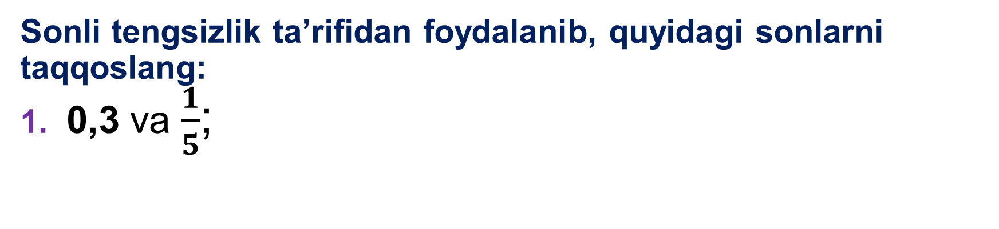 Sonli tengsizlik ta’rifidan foydalanib, quyidagi sonlarni
taqqoslang:
1. 0,3 va 1/5;